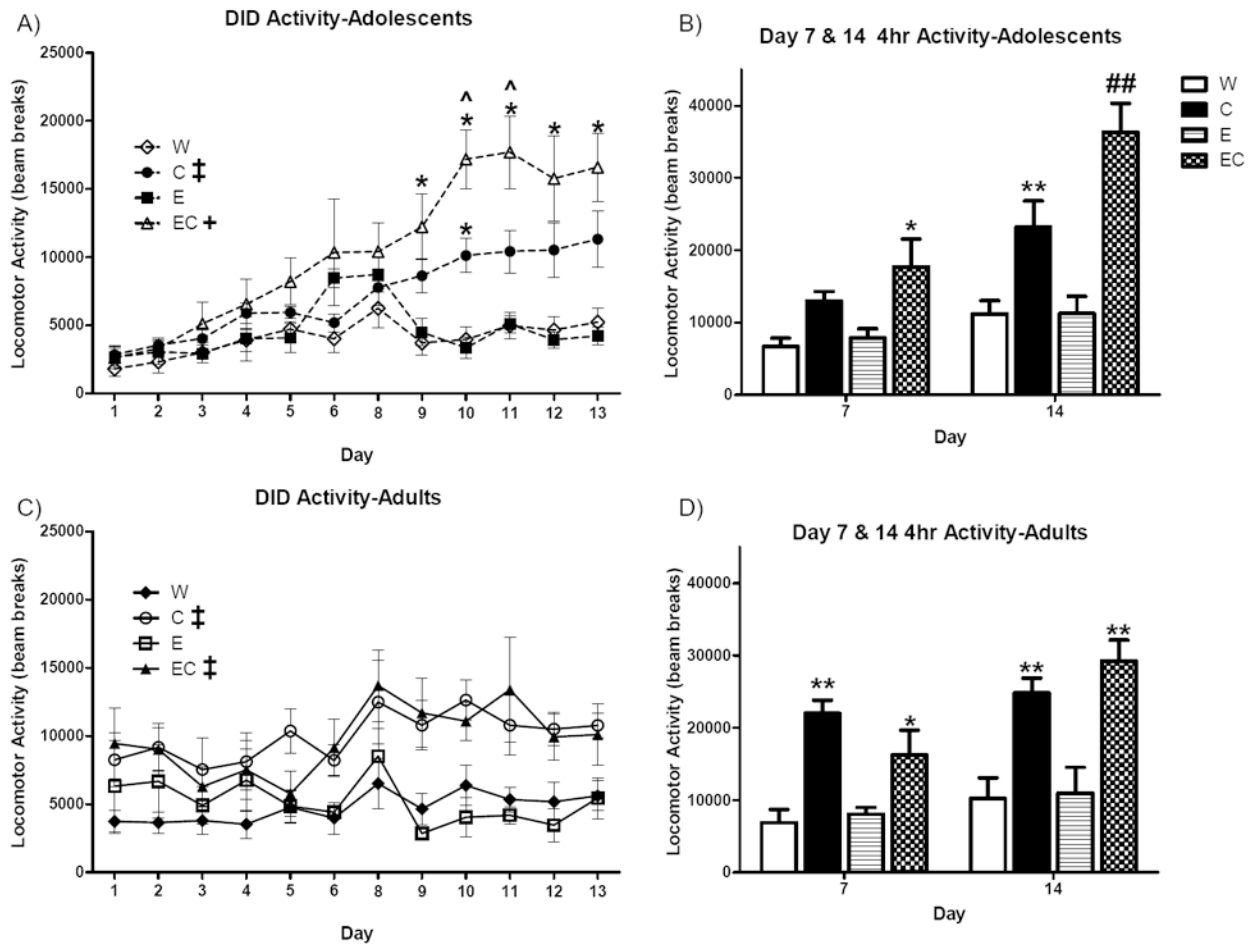 A)
DID Activity-Adolescents
Locomotor Activity (beam breaks)
25000
20000
15000
10000
5000
0
W
C ‡
E
EC +
*
^
*
*
^
*
*
*
1 2 3 4 5 6 8 9 10 11 12 13
Day
B)
Day 7 & 14 4hr Activity-Adolescents
Locomotor Activity (beam breaks)
40000
30000
20000
10000
0
*
**
##
7 14
Day
W
C
E
EC
C)
DID Activity-Adults
Locomotor Activity (beam breaks)
25000
20000
15000
10000
5000
0
W
C ‡
E
EC ‡
1 2 3 4 5 6 8 9 10 11 12 13
Day
D)
Day 7 & 14 4hr Activity-Adults
Locomotor Activity (beam breaks)
40000
30000
20000
10000
0
**
*
**
**
7 14
Day